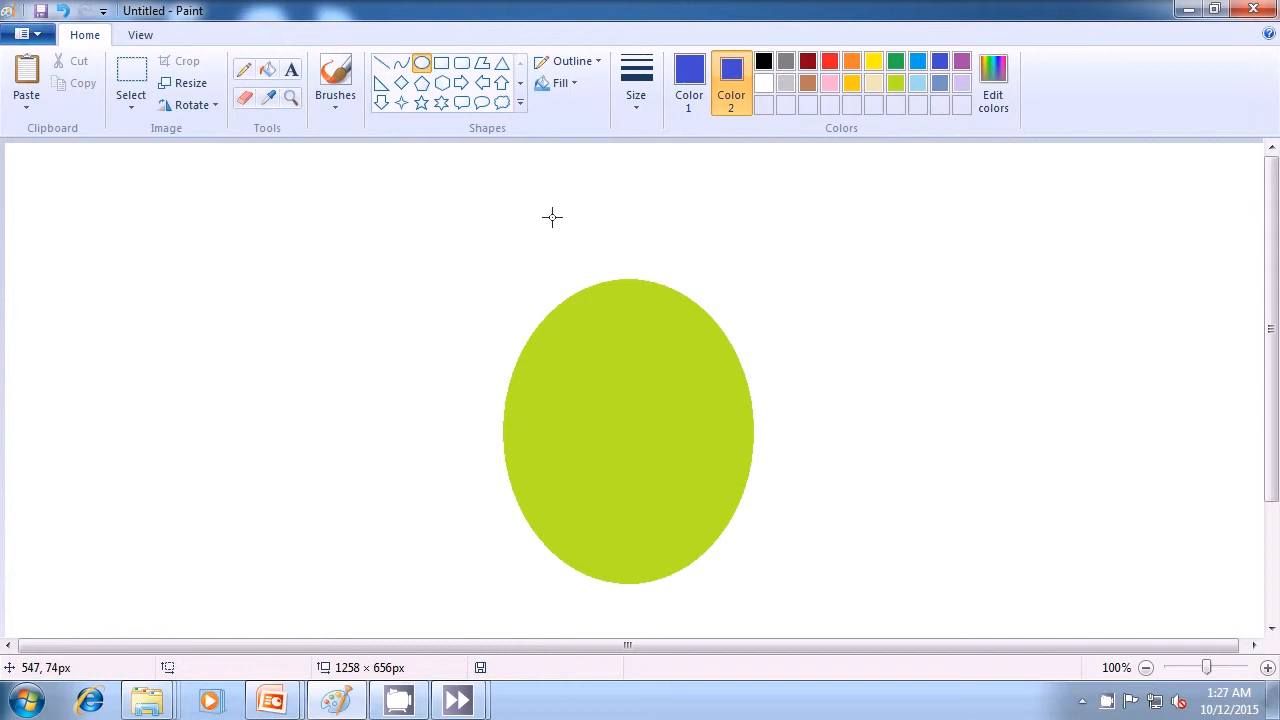 Untitled - Paint
Home View
Paste
Cut
Copy
Select
Crop
Resize
Rotate
A
Brushes
Outline
Fill
Size
Color 1
Color 2
Edit colors
Clipboard Image Tools Shapes Colors
547, 74px 1258 × 656px 100%
1:27 AM
10/12/2015